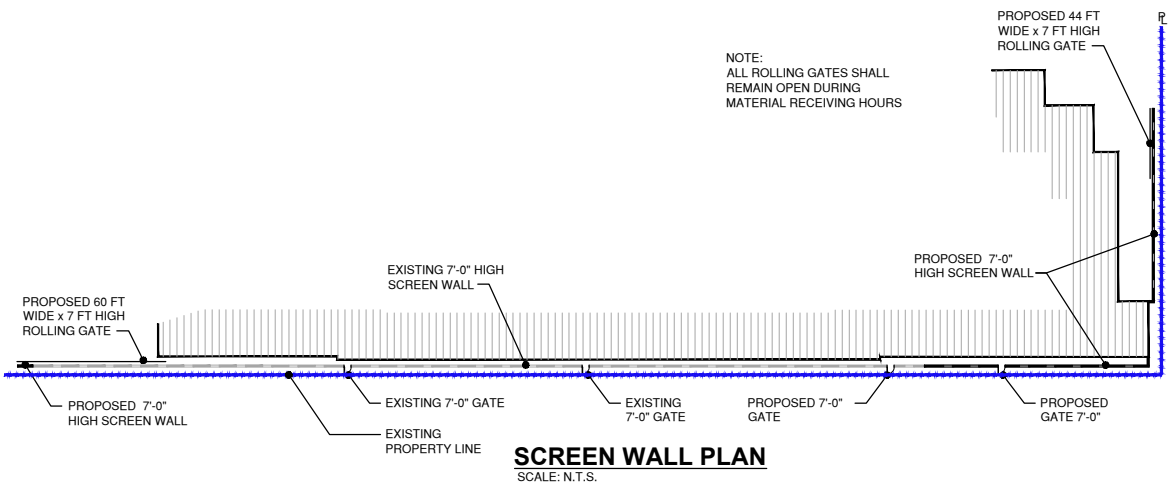 PROPOSED 44 FT
WIDE x 7 FT HIGH
ROLLING GATE
PL
NOTE:
ALL ROLLING GATES SHALL
REMAIN OPEN DURING
MATERIAL RECEIVING HOURS
PROPOSED 7'-0"
HIGH SCREEN WALL
EXISTING 7'-0" HIGH
SCREEN WALL
PROPOSED 60 FT
WIDE x 7 FT HIGH
ROLLING GATE
PROPOSED 7'-0"
HIGH SCREEN WALL
EXISTING 7'-0" GATE
EXISTING
PROPERTY LINE
EXISTING
7'-0" GATE
PROPOSED 7'-0"
GATE
PROPOSED
GATE 7'-0"
SCREEN WALL PLAN
SCALE: N.T.S.